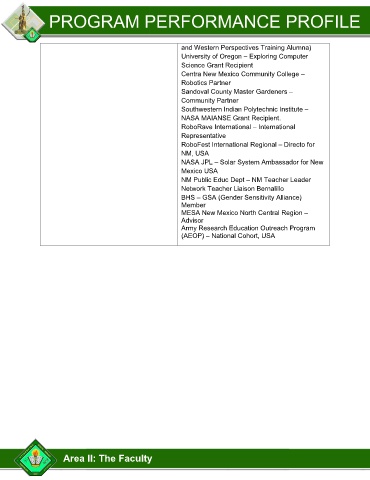 PROGRAM PERFORMANCE PROFILE
and Western Perspectives Training Alumna)
University of Oregon – Exploring Computer
Science Grant Recipient
Centra New Mexico Community College –
Robotics Partner
Sandoval County Master Gardeners –
Community Partner
Southwestern Indian Polytechnic Institute –
NASA MAIANSE Grant Recipient.
RoboRave International – International
Representative
RoboFest International Regional – Directo for
NM, USA
NASA JPL – Solar System Ambassador for New
Mexico USA
NM Public Educ Dept – NM Teacher Leader
Network Teacher Liaison Bernalillo
BHS – GSA (Gender Sensitivity Alliance)
Member
MESA New Mexico North Central Region –
Advisor
Army Research Education Outreach Program
(AEOP) – National Cohort, USA
Area II: The Faculty